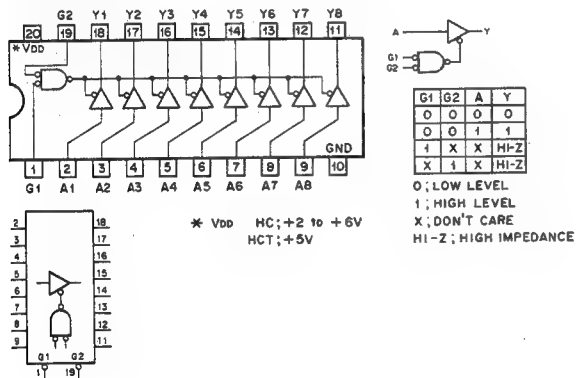 G2 Y1 Y2 Y3 Y4 Y5 Y6 Y7 Y8
20 19 18 17 16 15 14 13 12 11
* VDD
GND
1 2 3 4 5 6 7 8 9 10
G1 A1 A2 A3 A4 A5 A6 A7 A8
* VDD HC;+2 to +6V
HCT;+5V
A Y
G1
G2
G1 G2 A Y
0 0 0 0
0 0 1 1
1 X X HI-Z
X 1 X HI-Z
0; LOW LEVEL
1; HIGH LEVEL
X; DON'T CARE
HI-Z; HIGH IMPEDANCE
2 18
3 17
4 16
5 15
6 14
7 13
8 12
9 11
G1 G2
1 19